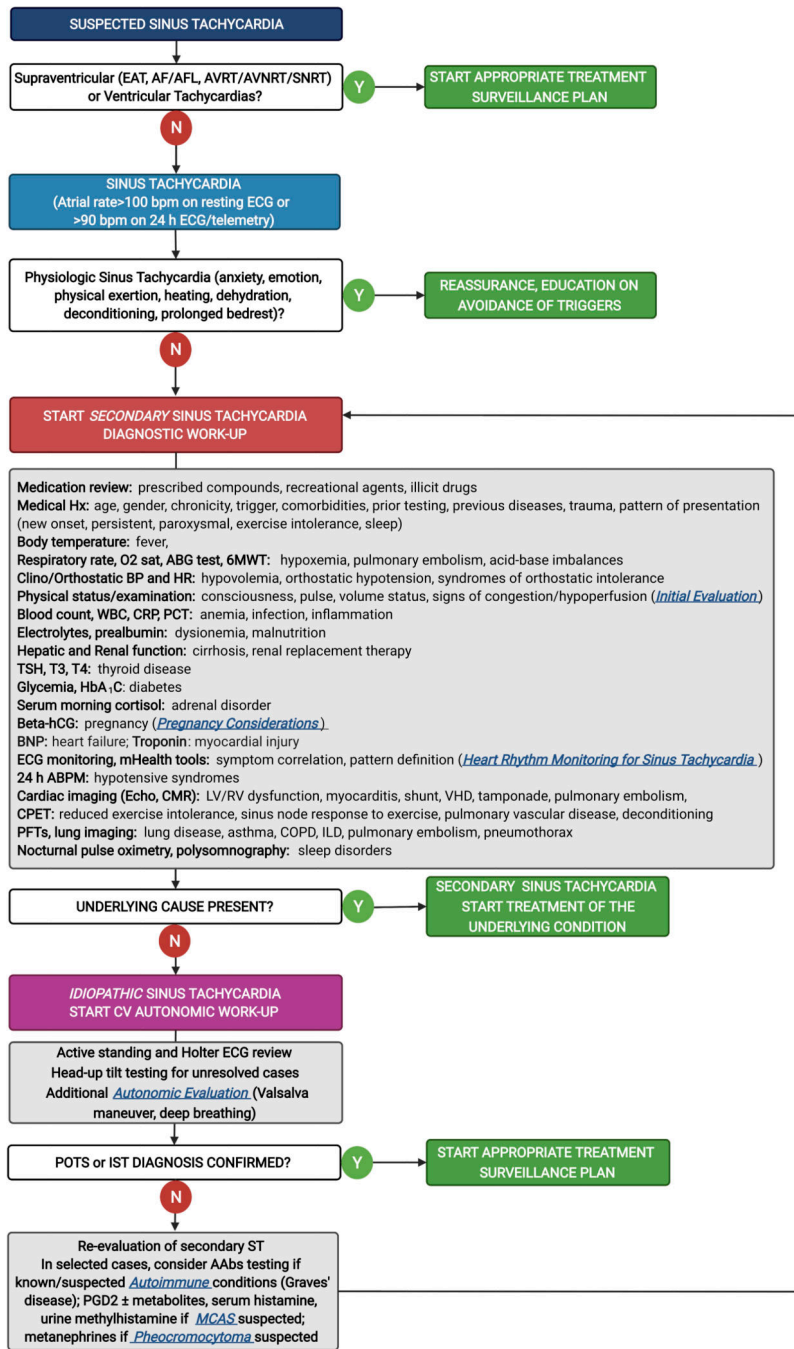 SUSPECTED SINUS TACHYCARDIA
Supraventricular (EAT, AF/AFL, AVRT/AVNRT/SNRT)
or Ventricular Tachycardias?
Y
START APPROPRIATE TREATMENT
SURVEILLANCE PLAN
N
SINUS TACHYCARDIA
(Atrial rate>100 bpm on resting ECG or
>90 bpm on 24 h ECG/telemetry)
Physiologic Sinus Tachycardia (anxiety, emotion,
physical exertion, heating, dehydration,
deconditioning, prolonged bedrest)?
Y
REASSURANCE, EDUCATION ON
AVOIDANCE OF TRIGGERS
N
START SECONDARY SINUS TACHYCARDIA
DIAGNOSTIC WORK-UP
Medication review: prescribed compounds, recreational agents, illicit drugs
Medical Hx: age, gender, chronicity, trigger, comorbidities, prior testing, previous diseases, trauma, pattern of presentation
(new onset, persistent, paroxysmal, exercise intolerance, sleep)
Body temperature: fever,
Respiratory rate, O2 sat, ABG test, 6MWT: hypoxemia, pulmonary embolism, acid-base imbalances
Clino/Orthostatic BP and HR: hypovolemia, orthostatic hypotension, syndromes of orthostatic intolerance
Physical status/examination: consciousness, pulse, volume status, signs of congestion/hypoperfusion (Initial Evaluation )
Blood count, WBC, CRP, PCT: anemia, infection, inflammation
Electrolytes, prealbumin: dysionemia, malnutrition
Hepatic and Renal function: cirrhosis, renal replacement therapy
TSH, T3, T4: thyroid disease
Glycemia, HbA₁C: diabetes
Serum morning cortisol: adrenal disorder
Beta-hCG: pregnancy (Pregnancy Considerations )
BNP: heart failure; Troponin: myocardial injury
ECG monitoring, mHealth tools: symptom correlation, pattern definition (Heart Rhythm Monitoring for Sinus Tachycardia )
24 h ABPM: hypotensive syndromes
Cardiac imaging (Echo, CMR): LV/RV dysfunction, myocarditis, shunt, VHD, tamponade, pulmonary embolism,
CPET: reduced exercise intolerance, sinus node response to exercise, pulmonary vascular disease, deconditioning
PFTs, lung imaging: lung disease, asthma, COPD, ILD, pulmonary embolism, pneumothorax
Nocturnal pulse oximetry, polysomnography: sleep disorders
UNDERLYING CAUSE PRESENT?
Y
SECONDARY SINUS TACHYCARDIA
START TREATMENT OF THE
UNDERLYING CONDITION
N
IDIOPATHIC SINUS TACHYCARDIA
START CV AUTONOMIC WORK-UP
Active standing and Holter ECG review
Head-up tilt testing for unresolved cases
Additional Autonomic Evaluation (Valsalva
maneuver, deep breathing)
POTS or IST DIAGNOSIS CONFIRMED?
Y
START APPROPRIATE TREATMENT
SURVEILLANCE PLAN
N
Re-evaluation of secondary ST
In selected cases, consider AAbs testing if
known/suspected Autoimmune conditions (Graves'
disease); PGD2 ± metabolites, serum histamine,
urine methylhistamine if MCAS suspected;
metanephrines if Pheocromocytoma suspected